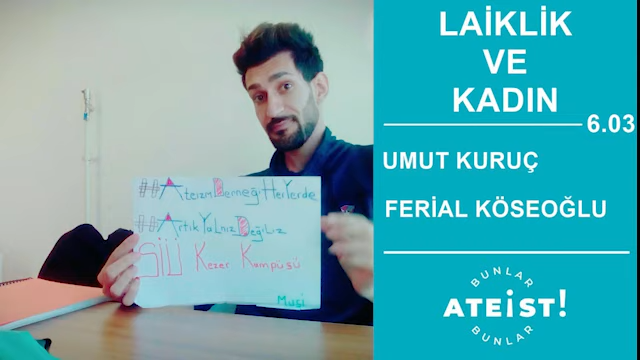 ##AteizmDerneğiHerYerde
##ArtıkYalnızDeğiliz
SİÜ Kezer Kampüsü
Musi
LAİKLİK
VE
KADIN
6.03
UMUT KURUÇ
FERİAL KÖSEOĞLU
BUNLAR
ATEİST!
BUNLAR